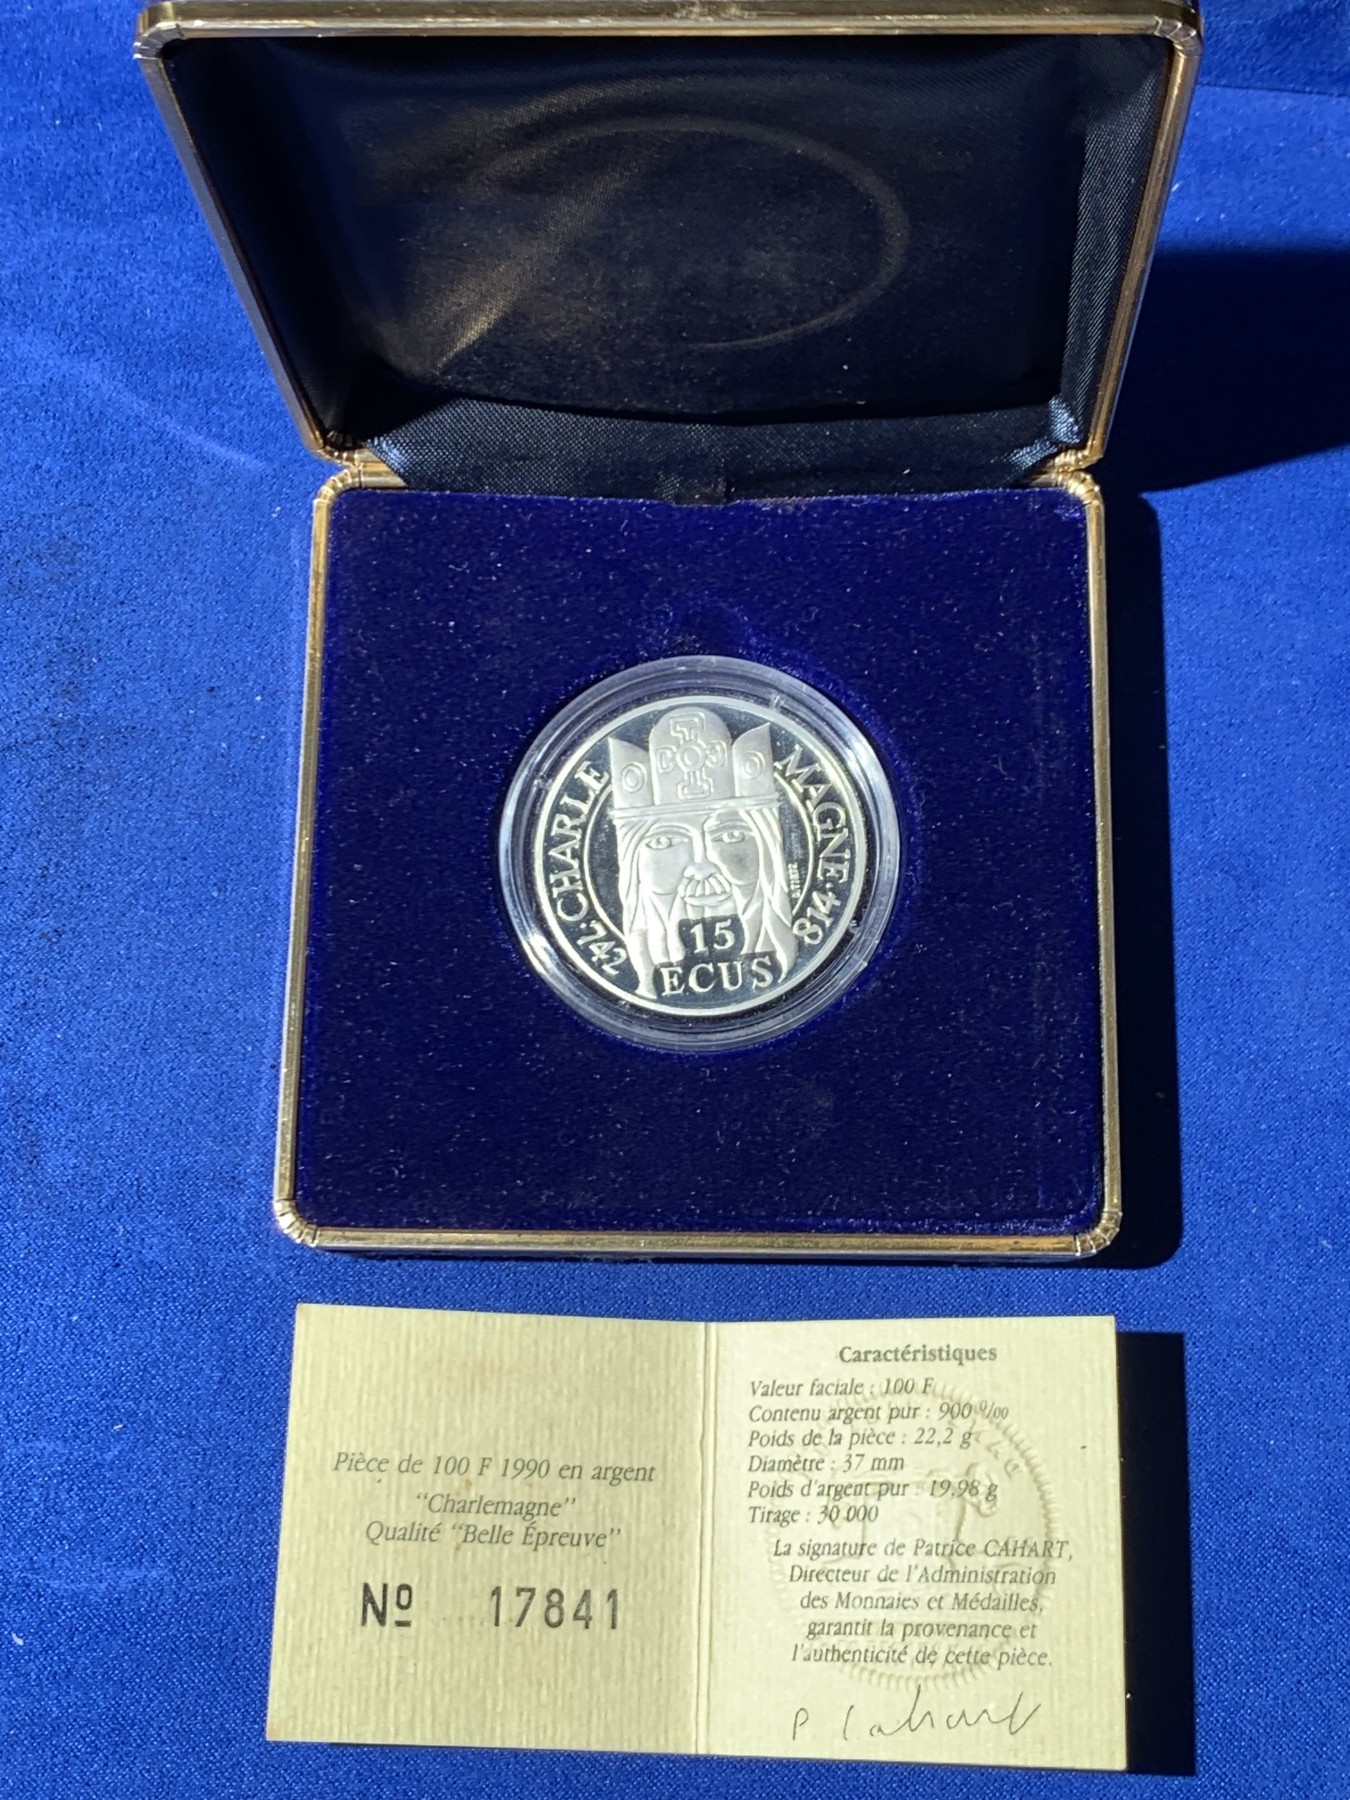 ·CHARLE
MAGNE·
·742
814·
15
ECUS
Pièce de 100 F 1990 en argent
“Charlemagne”
Qualité “Belle Épreuve”
Nº 17841
Caractéristiques
Valeur faciale : 100 F
Contenu argent pur : 900 ‰
Poids de la pièce : 22,2 g
Diamètre : 37 mm
Poids d'argent pur : 19,98 g
Tirage : 30 000
La signature de Patrice CAHART,
Directeur de l'Administration
des Monnaies et Médailles,
garantit la provenance et
l'authenticité de cette pièce.
P. Cahart